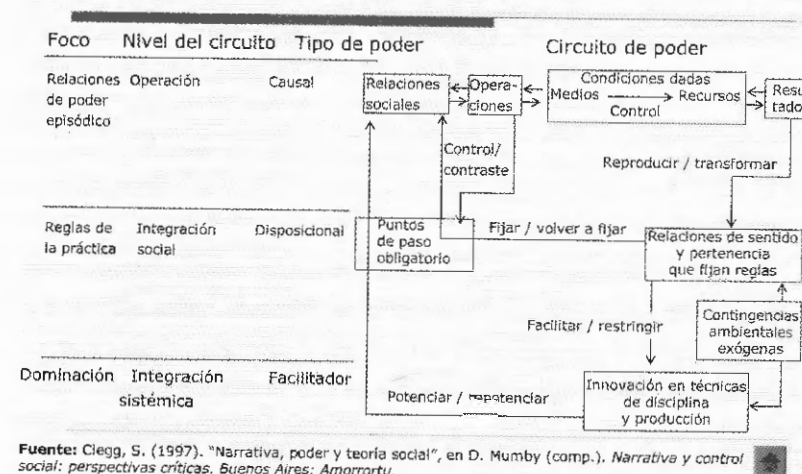 Foco Nivel del circuito Tipo de poder Circuito de poder
Relaciones de poder episódico
Operación
Causal
Relaciones sociales
Opera-
ciones
Condiciones dadas
Medios Recursos
Control
Resul
tados
Control/
contraste
Reproducir / transformar
Reglas de
la práctica
Integración
social
Disposicional
Puntos
de paso
obligatorio
Fijar / volver a fijar
Relaciones de sentido
y pertenencia
que fijan reglas
Facilitar / restringir
Contingencias
ambientales
exógenas
Dominación
Integración
sistémica
Facilitador
Potenciar /
Innovación en técnicas
de disciplina
y producción
Fuente: Clegg, S. (1997). "Narrativa, poder y teoría social", en D. Mumby (comp.). Narrativa y control
social: perspectivas críticas. Buenos Aires: Amorrortu.